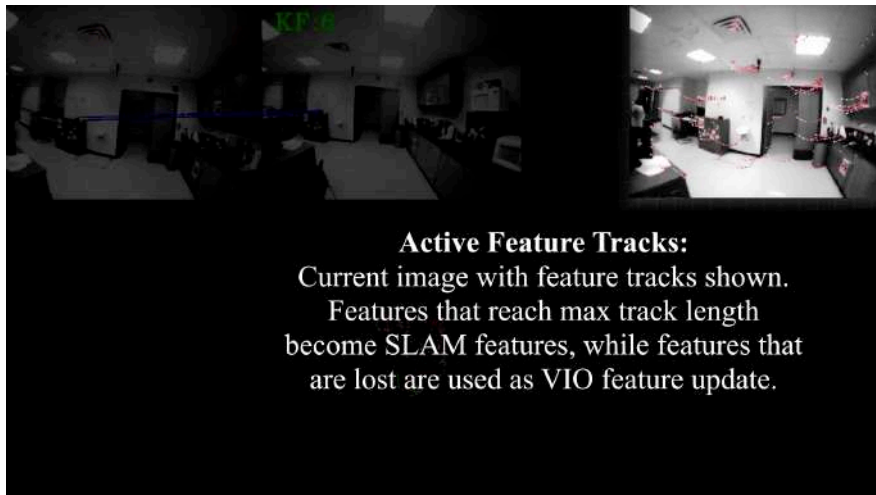 KF:6
Active Feature Tracks:
Current image with feature tracks shown.
Features that reach max track length
become SLAM features, while features that
are lost are used as VIO feature update.